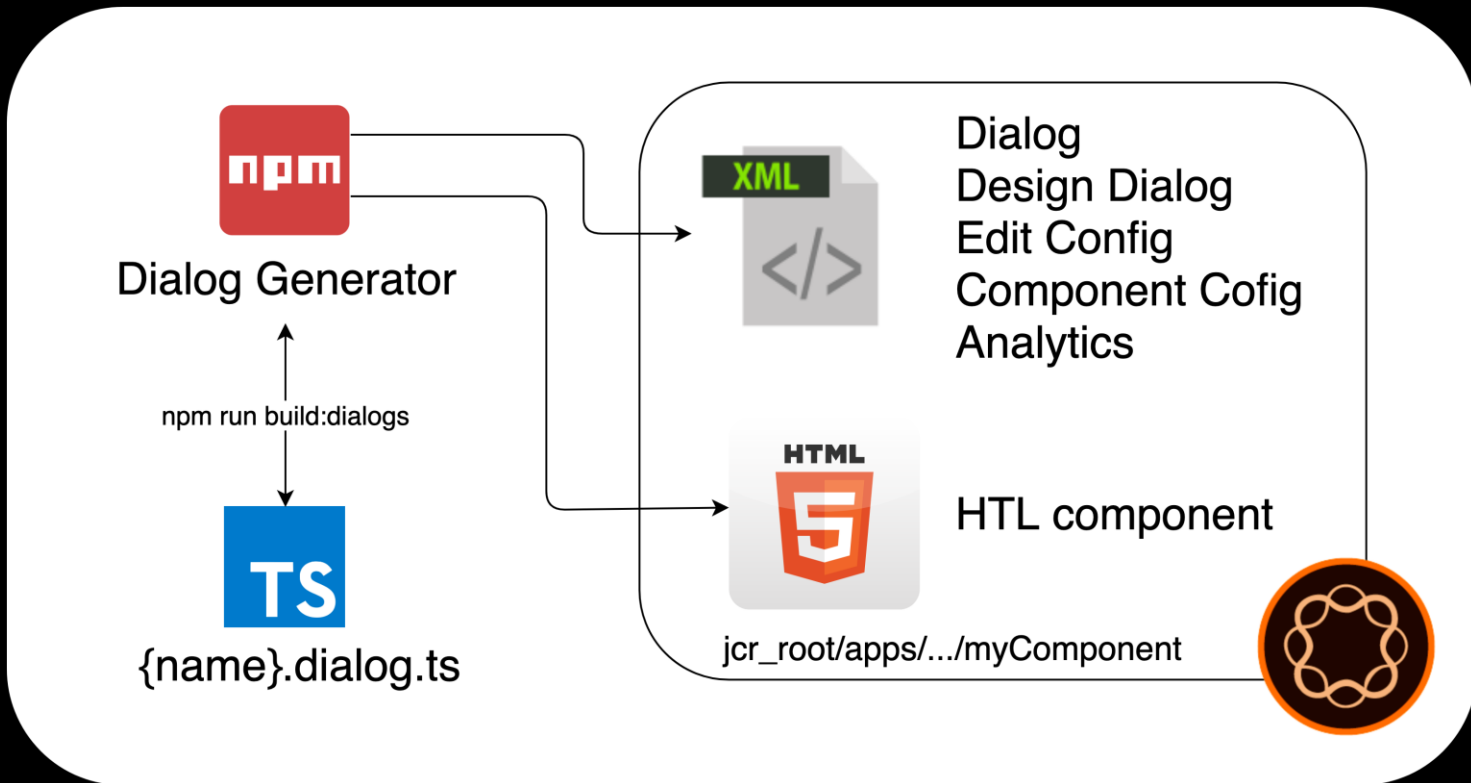 npm
Dialog Generator
npm run build:dialogs
TS
{name}.dialog.ts
XML
</>
Dialog
Design Dialog
Edit Config
Component Cofig
Analytics
HTML
5
HTL component
jcr_root/apps/.../myComponent